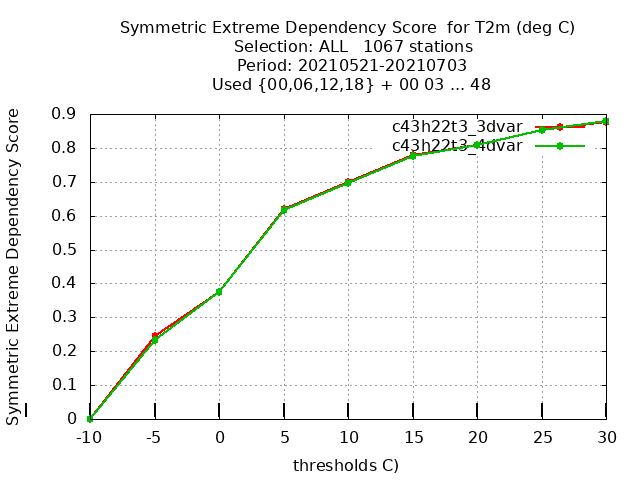 Symmetric Extreme Dependency Score  for T2m (deg C)
Selection: ALL   1067 stations
Period: 20210521-20210703
Used {00,06,12,18} + 00 03 ... 48
Symmetric Extreme Dependency Score
c43h22t3_3dvar
c43h22t3_4dvar
0.9
0.8
0.7
0.6
0.5
0.4
0.3
0.2
0.1
0
-10 -5 0 5 10 15 20 25 30
thresholds C)